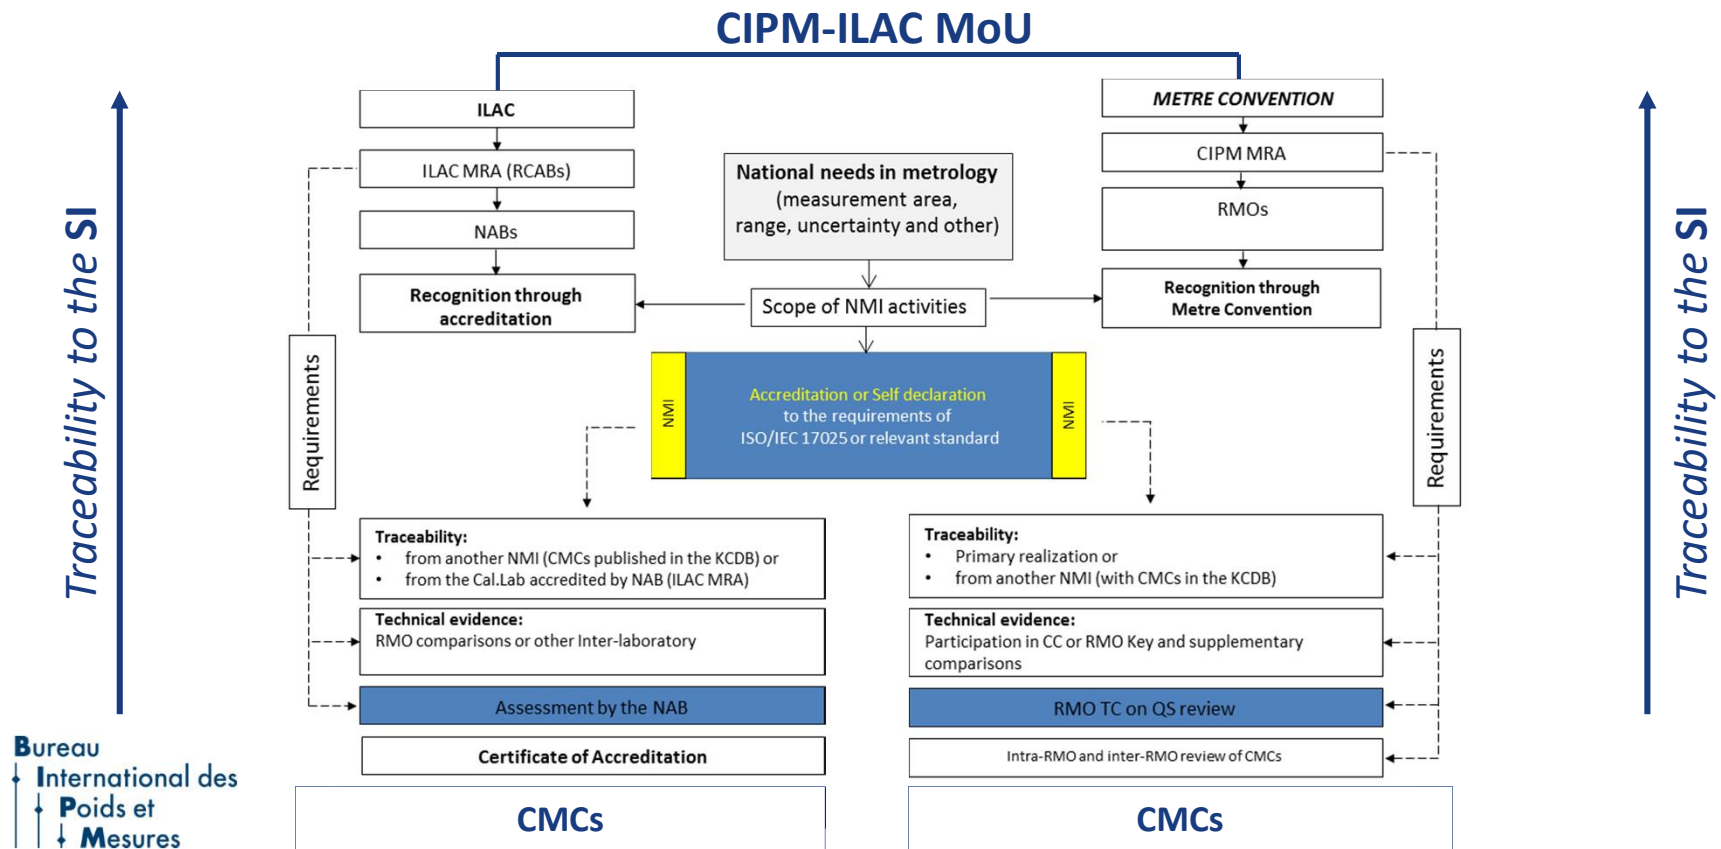 CIPM-ILAC MoU
Traceability to the SI
ILAC
ILAC MRA (RCABs)
NABs
Recognition through
accreditation
Requirements
National needs in metrology
(measurement area,
range, uncertainty and other)
Scope of NMI activities
METRE CONVENTION
CIPM MRA
RMOs
Recognition through
Metre Convention
Requirements
Traceability to the SI
NMI
Accreditation or Self declaration
to the requirements of
ISO/IEC 17025 or relevant standard
NMI
Traceability:
• from another NMI (CMCs published in the KCDB) or
• from the Cal.Lab accredited by NAB (ILAC MRA)
Technical evidence:
RMO comparisons or other Inter-laboratory
Assessment by the NAB
Certificate of Accreditation
CMCs
Traceability:
• Primary realization or
• from another NMI (with CMCs in the KCDB)
Technical evidence:
Participation in CC or RMO Key and supplementary
comparisons
RMO TC on QS review
Intra-RMO and inter-RMO review of CMCs
CMCs
Bureau
International des
Poids et
Mesures